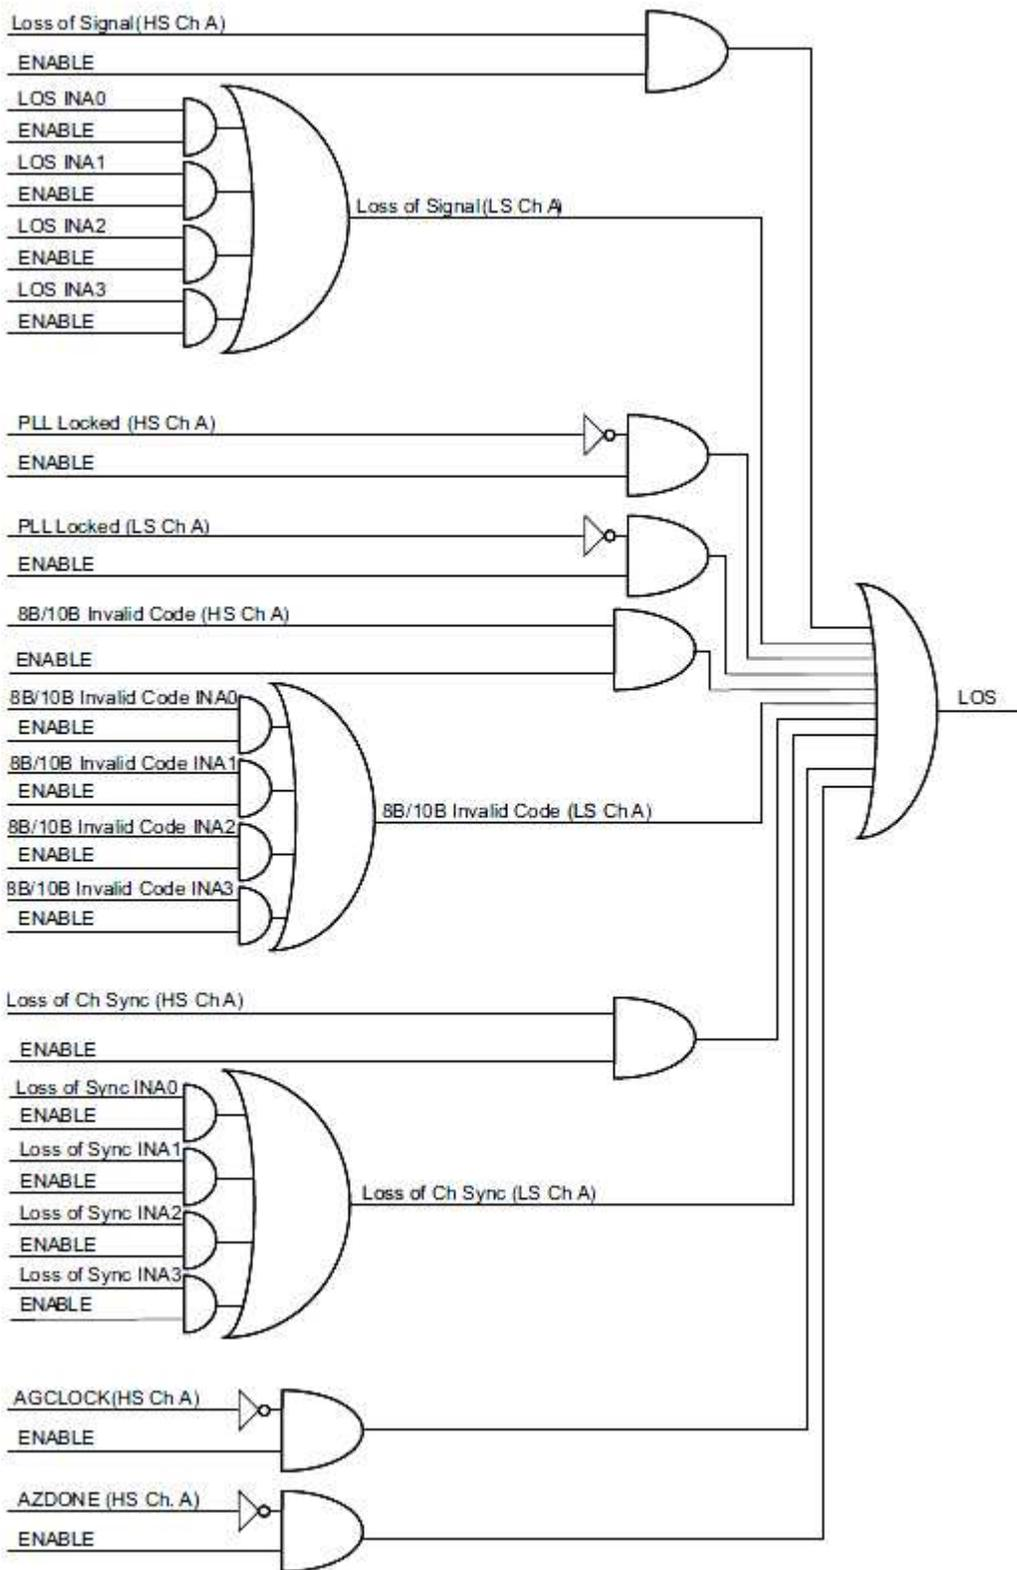 Loss of Signal(HS Ch A)
ENABLE
LOS INA0
ENABLE
LOS INA1
ENABLE
LOS INA2
ENABLE
LOS INA3
ENABLE
Loss of Signal(LS Ch A)
PLL Locked (HS Ch A)
ENABLE
PLL Locked (LS Ch A)
ENABLE
8B/10B Invalid Code (HS Ch A)
ENABLE
LOS
8B/10B Invalid Code INA0
ENABLE
8B/10B Invalid Code INA1
ENABLE
8B/10B Invalid Code (LS Ch A)
8B/10B Invalid Code INA2
ENABLE
8B/10B Invalid Code INA3
ENABLE
Loss of Ch Sync (HS Ch A)
ENABLE
Loss of Sync INA0
ENABLE
Loss of Sync INA1
ENABLE
Loss of Ch Sync (LS Ch A)
Loss of Sync INA2
ENABLE
Loss of Sync INA3
ENABLE
AGCLOCK(HS Ch A)
ENABLE
AZDONE (HS Ch. A)
ENABLE